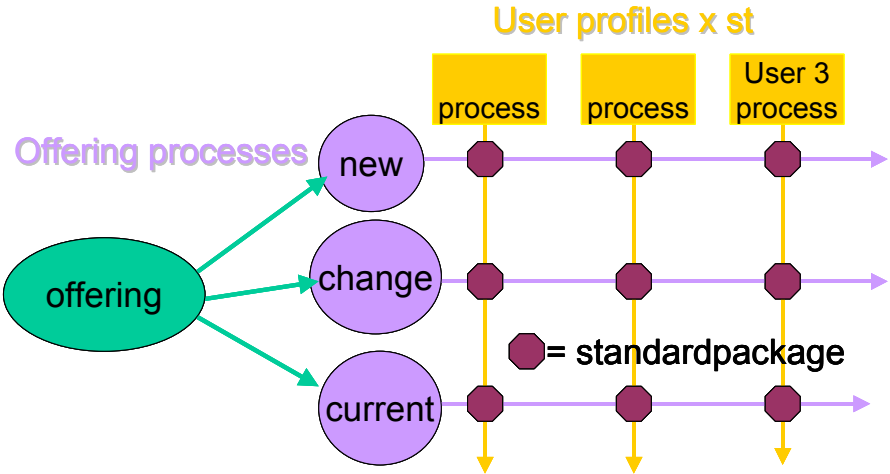 User profiles x st
process
process
User 3
process
Offering processes
new
change
offering
= standardpackage
current